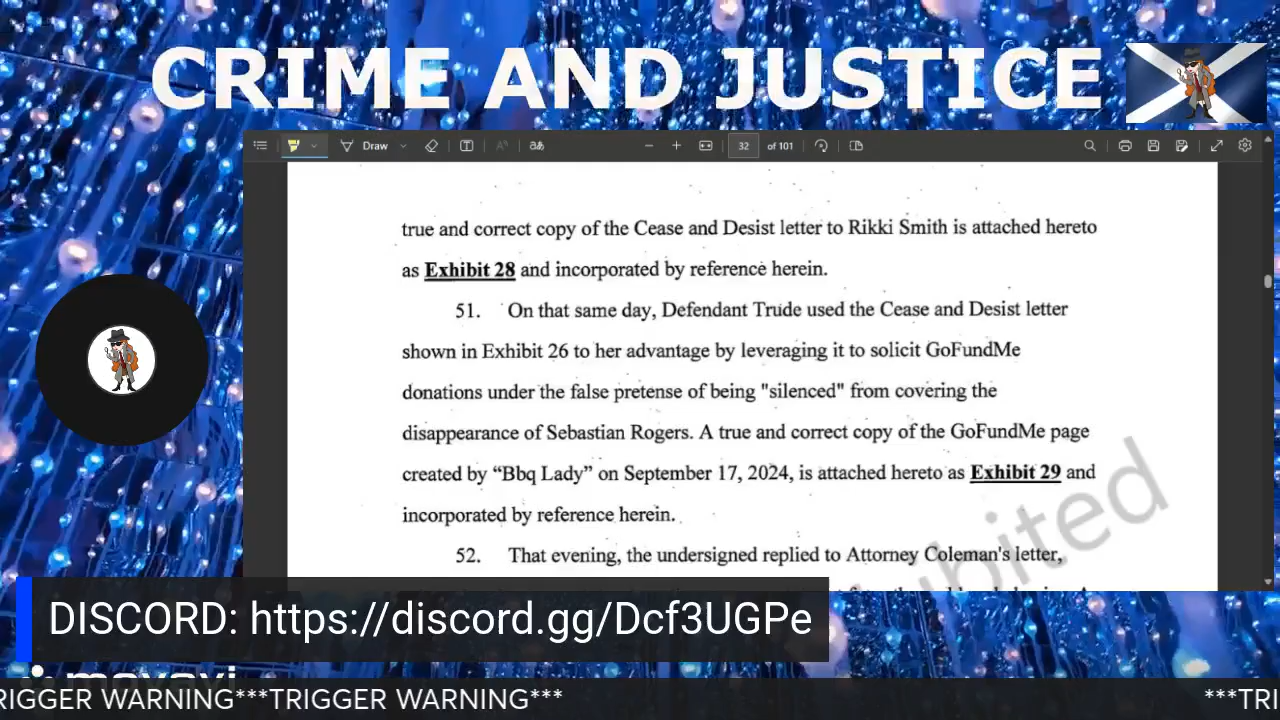 CRIME AND JUSTICE
Draw
32 of 101
true and correct copy of the Cease and Desist letter to Rikki Smith is attached hereto
as Exhibit 28 and incorporated by reference herein.
51. On that same day, Defendant Trude used the Cease and Desist letter
shown in Exhibit 26 to her advantage by leveraging it to solicit GoFundMe
donations under the false pretense of being "silenced" from covering the
disappearance of Sebastian Rogers. A true and correct copy of the GoFundMe page
created by “Bbq Lady” on September 17, 2024, is attached hereto as Exhibit 29 and
incorporated by reference herein.
52. That evening, the undersigned replied to Attorney Coleman's letter,
DISCORD: https://discord.gg/Dcf3UGPe
RIGGER WARNING***TRIGGER WARNING***
***TRI